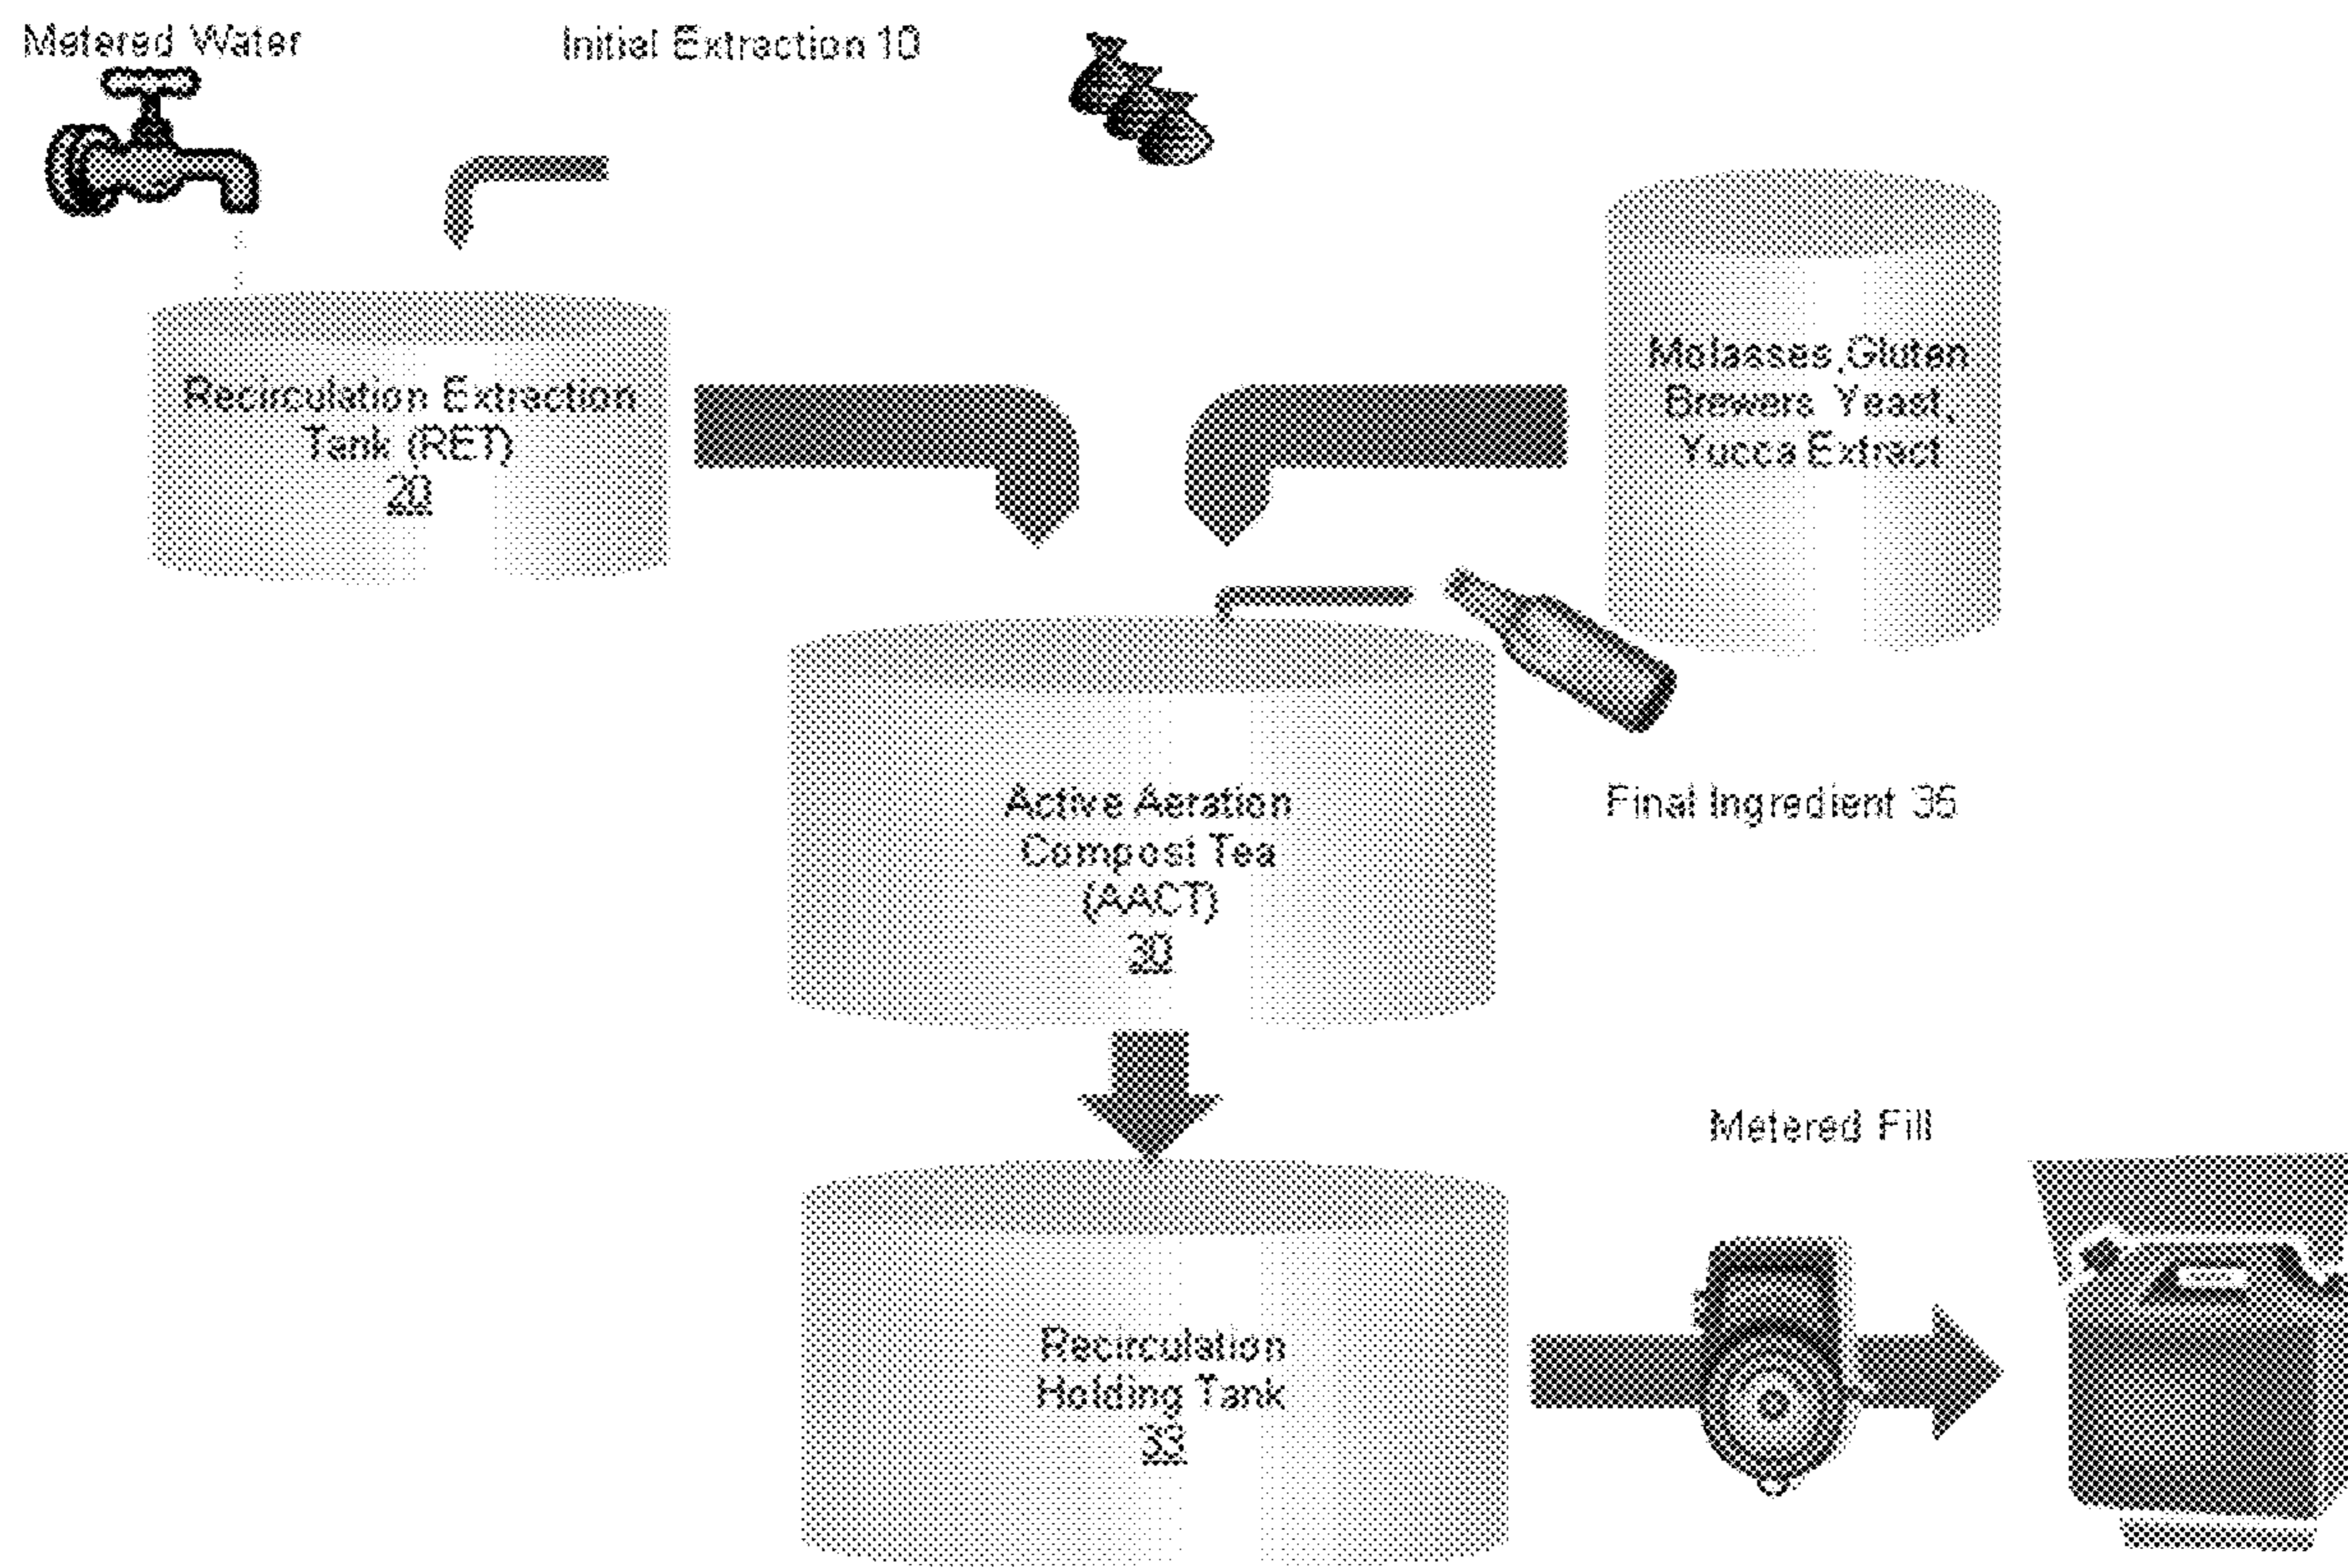 Metered Water
Initial Extraction 10
Recirculation Extraction
Tank (RET)
20
Molasses,Gluten
Brewers Yeast,
Yucca Extract
Active Aeration
Compost Tea
(AACT)
30
Final Ingredient 35
Metered Fill
Recirculation
Holding Tank
33